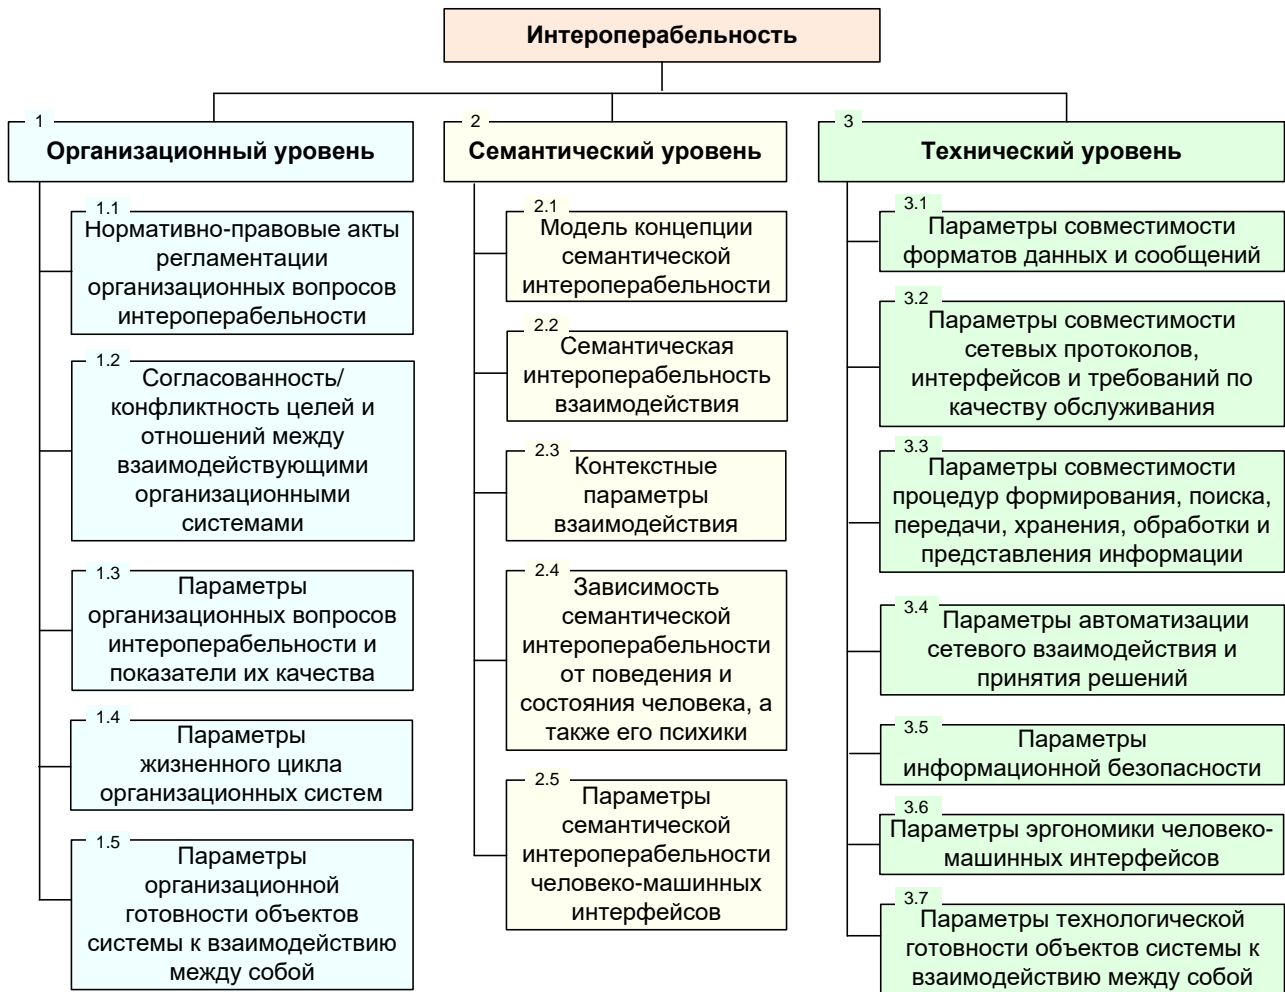 Интероперабельность
1
Организационный уровень
1.1
Нормативно-правовые акты
регламентации
организационных вопросов
интероперабельности
1.2
Согласованность/
конфликтность целей и
отношений между
взаимодействующими
организационными
системами
1.3
Параметры
организационных вопросов
интероперабельности и
показатели их качества
1.4
Параметры
жизненного цикла
организационных систем
1.5
Параметры
организационной
готовности объектов
системы к взаимодействию
между собой
2
Семантический уровень
2.1
Модель концепции
семантической
интероперабельности
2.2
Семантическая
интероперабельность
взаимодействия
2.3
Контекстные
параметры
взаимодействия
2.4
Зависимость
семантической
интероперабельности
от поведения и
состояния человека, а
также его психики
2.5
Параметры
семантической
интероперабельности
человеко-машинных
интерфейсов
3
Технический уровень
3.1
Параметры совместимости
форматов данных и сообщений
3.2
Параметры совместимости
сетевых протоколов,
интерфейсов и требований по
качеству обслуживания
3.3
Параметры совместимости
процедур формирования, поиска,
передачи, хранения, обработки и
представления информации
3.4
Параметры автоматизации
сетевого взаимодействия и
принятия решений
3.5
Параметры
информационной безопасности
3.6
Параметры эргономики человеко-
машинных интерфейсов
3.7
Параметры технологической
готовности объектов системы к
взаимодействию между собой